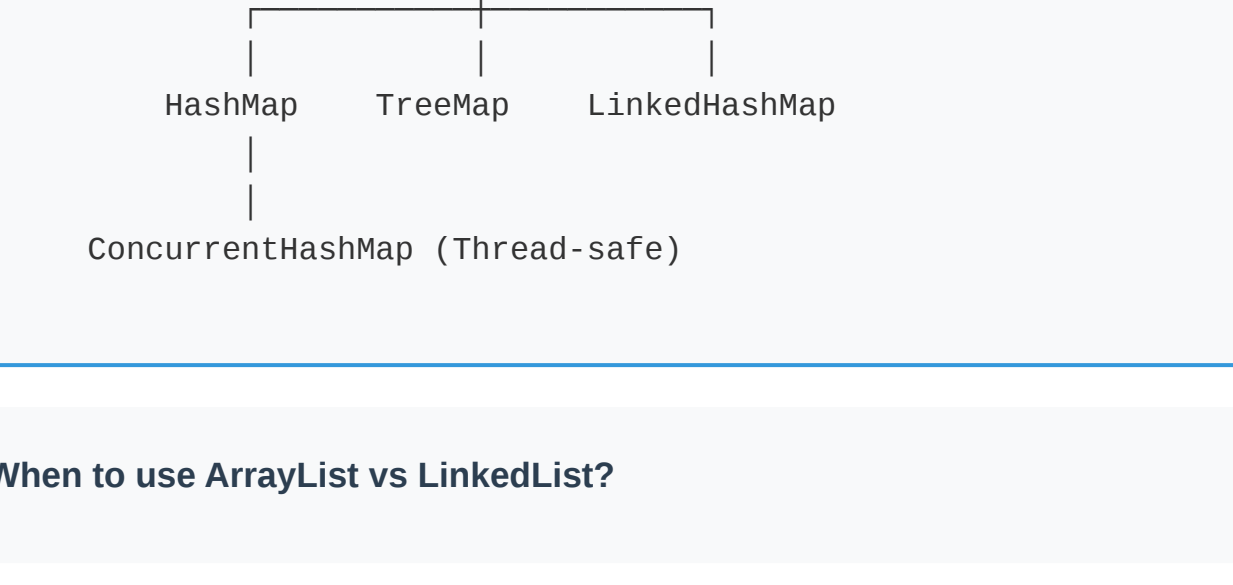 HashMap    TreeMap    LinkedHashMap
ConcurrentHashMap (Thread-safe)
When to use ArrayList vs LinkedList?